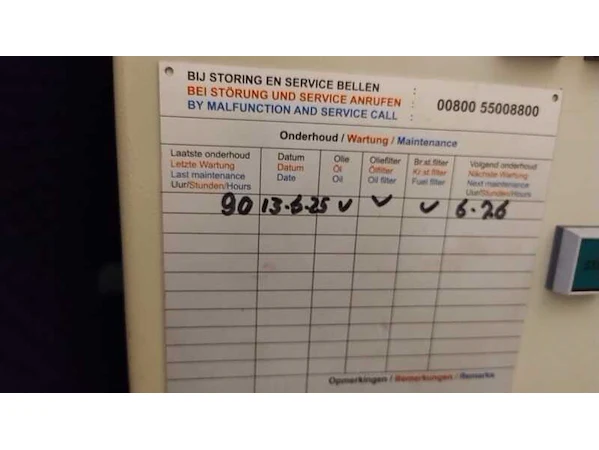 BIJ STORING EN SERVICE BELLEN :
BEI STÖRUNG UND SERVICE ANRUFEN : 00800 55008800
BY MALFUNCTION AND SERVICE CALL :
Onderhoud / Wartung / Maintenance
Laatste onderhoud Datum Olie Oliefilter Br.st.filter Volgend onderhoud
Letzte Wartung Datum Öl Ölfilter Kr.st.filter Nächste Wartung
Last maintenance Date Oil Oil filter Fuel filter Next maintenance
Uur/Stunden/Hours Uur/Stunden/Hours
90 13-6-25 v v v 6-26
Opmerkingen / Bemerkungen / Remarks